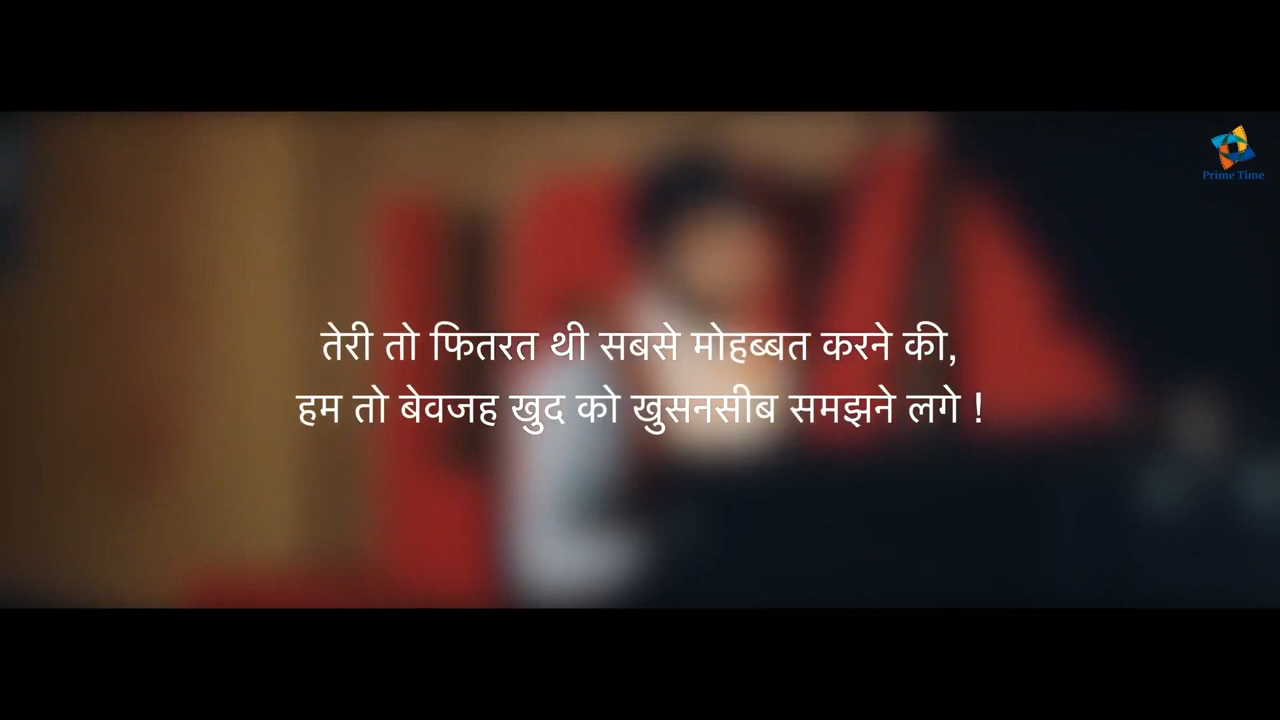 Prime Time
तेरी तो फितरत थी सबसे मोहब्बत करने की,
हम तो बेवजह खुद को खुसनसीब समझने लगे !